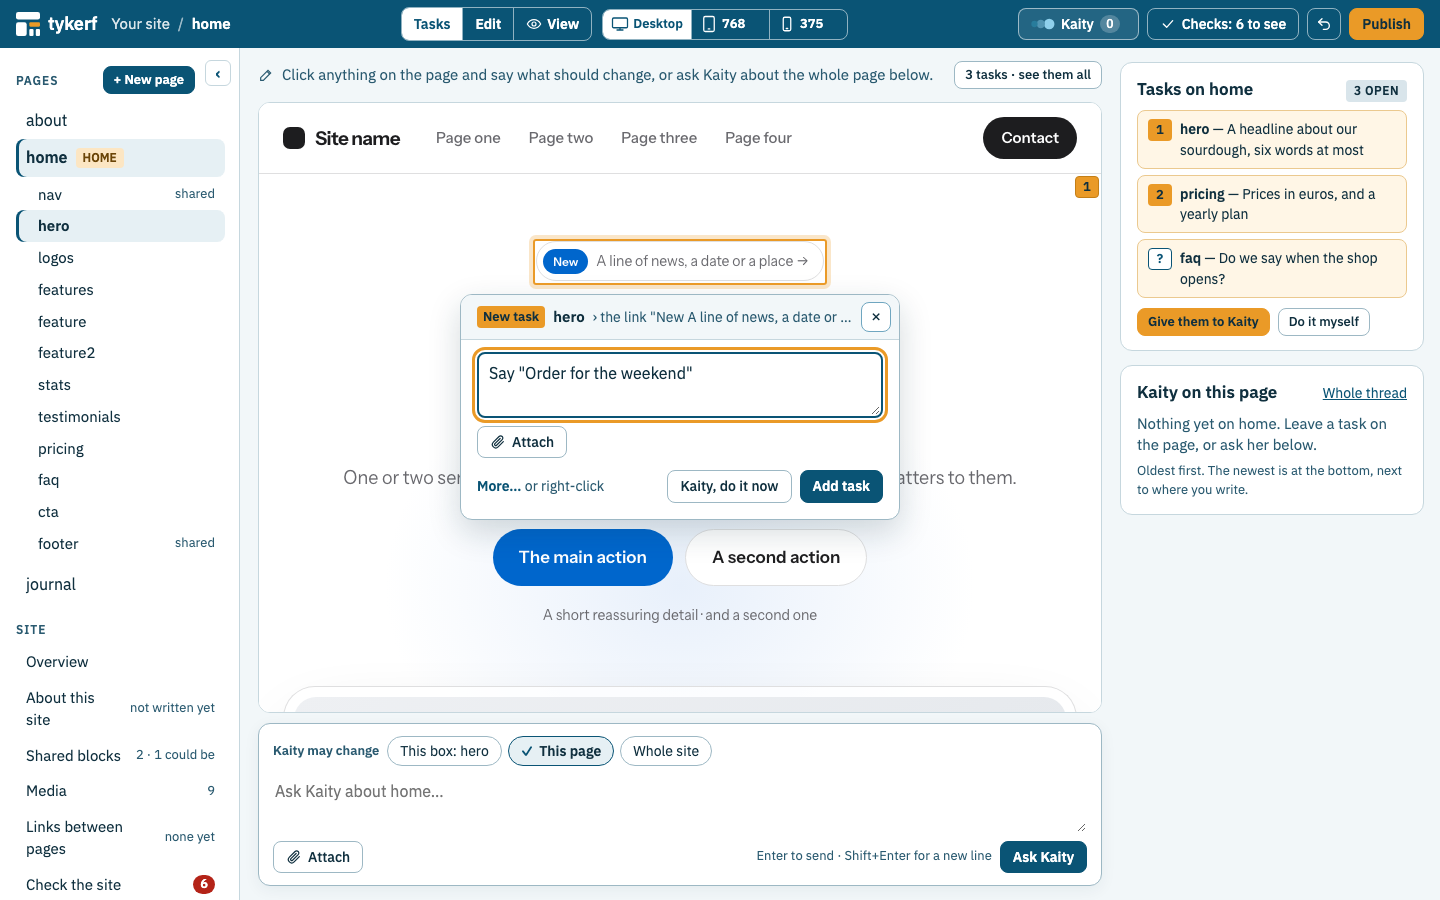 tykerf
Your site / home
Tasks
Edit
View
Desktop
768
375
Kaity 0
Checks: 6 to see
Publish
PAGES
+ New page
‹
about
home HOME
nav shared
hero
logos
features
feature
feature2
stats
testimonials
pricing
faq
cta
footer shared
journal
SITE
Overview
About this
site
not written yet
Shared blocks 2 · 1 could be
Media 9
Links between
pages
none yet
Check the site 6
Click anything on the page and say what should change, or ask Kaity about the whole page below.
3 tasks · see them all
Site name
Page one
Page two
Page three
Page four
Contact
1
New A line of news, a date or a place →
New task hero › the link "New A line of news, a date or ... ×
Say "Order for the weekend"
Attach
More... or right-click
Kaity, do it now
Add task
One or two ser
atters to them.
The main action
A second action
A short reassuring detail · and a second one
Kaity may change
This box: hero
✓ This page
Whole site
Ask Kaity about home...
Attach
Enter to send · Shift+Enter for a new line
Ask Kaity
Tasks on home
3 OPEN
1 hero — A headline about our
sourdough, six words at most
2 pricing — Prices in euros, and a
yearly plan
? faq — Do we say when the shop
opens?
Give them to Kaity
Do it myself
Kaity on this page
Whole thread
Nothing yet on home. Leave a task on
the page, or ask her below.
Oldest first. The newest is at the bottom, next
to where you write.